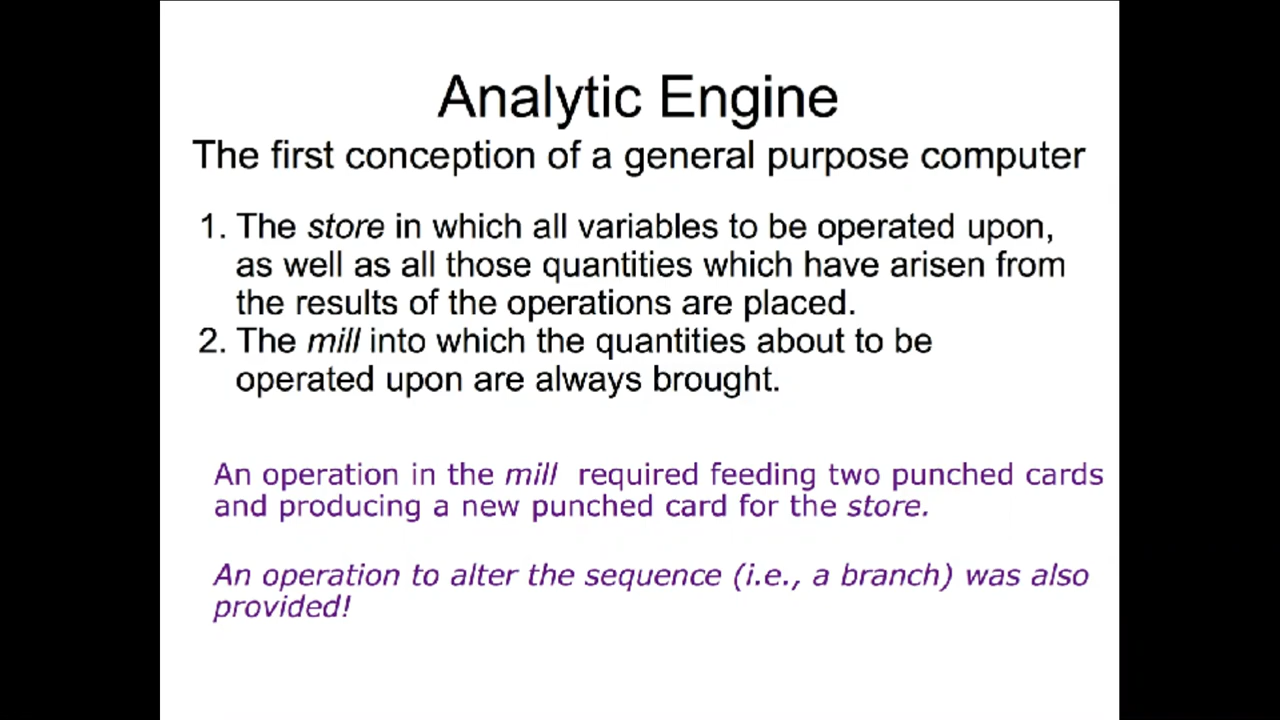 Analytic Engine
The first conception of a general purpose computer
1. The store in which all variables to be operated upon,
as well as all those quantities which have arisen from
the results of the operations are placed.
2. The mill into which the quantities about to be
operated upon are always brought.
An operation in the mill required feeding two punched cards
and producing a new punched card for the store.
An operation to alter the sequence (i.e., a branch) was also
provided!